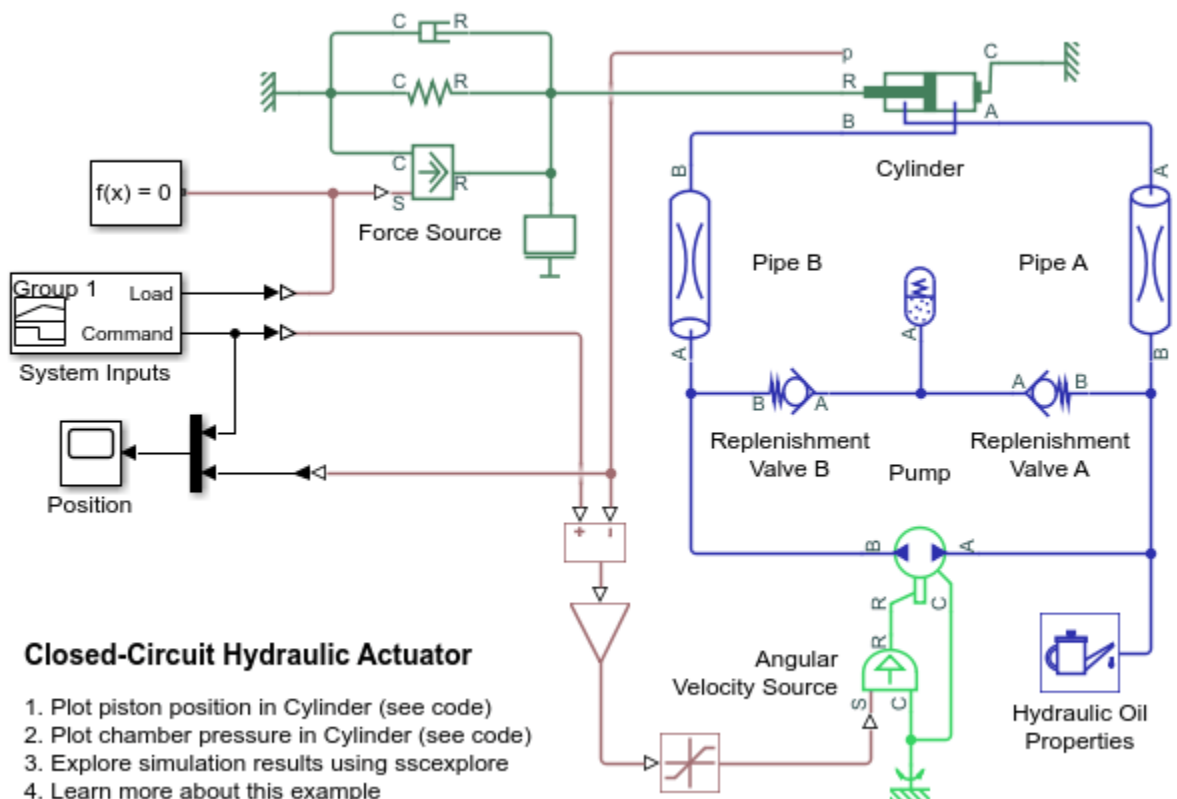 C R
p
C
C R
R
A
B
f(x) = 0
C
R
S
Cylinder
B
A
Force Source
Pipe B
Pipe A
Group 1
Load
Command
A
System Inputs
A
B
B A
A B
Replenishment
Valve B
Replenishment
Valve A
Pump
Position
+ -
B
A
R
C
R
Closed-Circuit Hydraulic Actuator
Angular
Velocity Source
S
C
1. Plot piston position in Cylinder (see code)
2. Plot chamber pressure in Cylinder (see code)
3. Explore simulation results using sscexplore
4. Learn more about this example
Hydraulic Oil
Properties